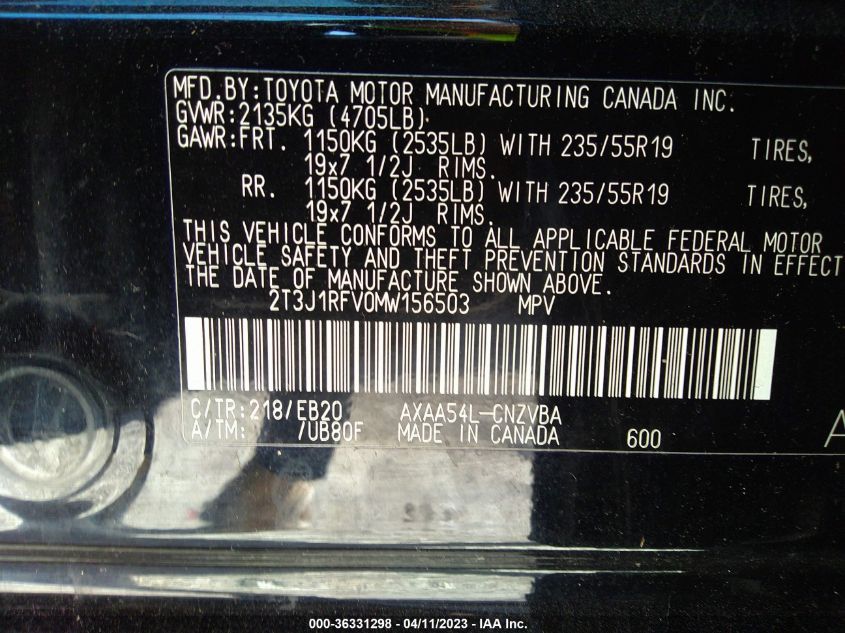 MFD.BY:TOYOTA MOTOR MANUFACTURING CANADA INC.
GVWR:2135KG (4705LB)
GAWR:FRT. 1150KG (2535LB) WITH 235/55R19 TIRES,
19x7 1/2J RIMS.
RR. 1150KG (2535LB) WITH 235/55R19 TIRES,
19x7 1/2J RIMS.
THIS VEHICLE CONFORMS TO ALL APPLICABLE FEDERAL MOTOR
VEHICLE SAFETY AND THEFT PREVENTION STANDARDS IN EFFECT
THE DATE OF MANUFACTURE SHOWN ABOVE.
2T3J1RFV0MW156503 MPV
C/TR:218/EB20 AXAA54L-CNZVBA
A/TM: /UB80F MADE IN CANADA 600
A
000-36331298 - 04/11/2023 - IAA Inc.